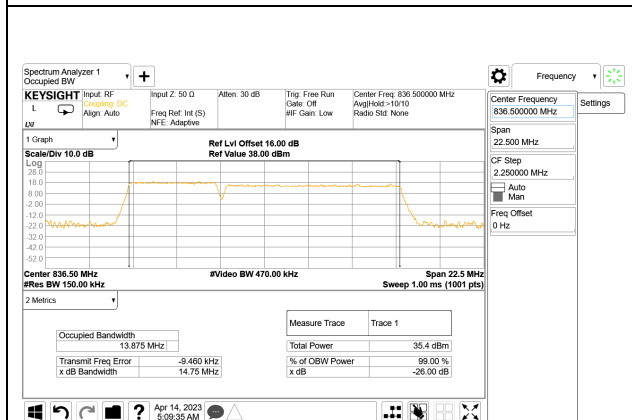 Spectrum Analyzer 1
Occupied BW
Frequency
KEYSIGHT
L
Input: RF
Coupling: DC
Align: Auto
Input Z: 50 Ω
Freq Ref: Int (S)
NFE: Adaptive
Atten: 30 dB
Trig: Free Run
Gate: Off
#IF Gain: Low
Center Freq: 836.500000 MHz
Avg|Hold:>10/10
Radio Std: None
Center Frequency
836.500000 MHz
Settings
Span
22.500 MHz
CF Step
2.250000 MHz
Auto
Man
Freq Offset
0 Hz
1 Graph
Scale/Div 10.0 dB
Ref Lvl Offset 16.00 dB
Ref Value 38.00 dBm
Log
28.0
18.0
8.00
-2.00
-12.0
-22.0
-32.0
-42.0
-52.0
Center 836.50 MHz
#Res BW 150.00 kHz
#Video BW 470.00 kHz
Span 22.5 MHz
Sweep 1.00 ms (1001 pts)
2 Metrics
Measure Trace
Trace 1
Occupied Bandwidth
13.875 MHz
Total Power
35.4 dBm
Transmit Freq Error
-9.460 kHz
% of OBW Power
99.00 %
x dB Bandwidth
14.75 MHz
x dB
-26.00 dB
?
Apr 14, 2023
5:09:35 AM